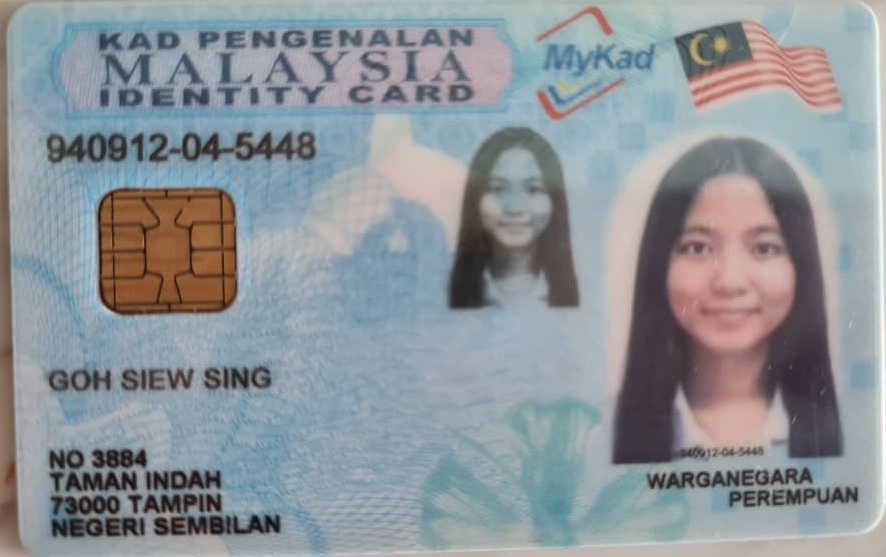 KAD PENGENALAN
MALAYSIA
IDENTITY CARD
MyKad
940912-04-5448
GOH SIEW SING
NO 3884
TAMAN INDAH
73000 TAMPIN
NEGERI SEMBILAN
940912-04-5448
WARGANEGARA
PEREMPUAN